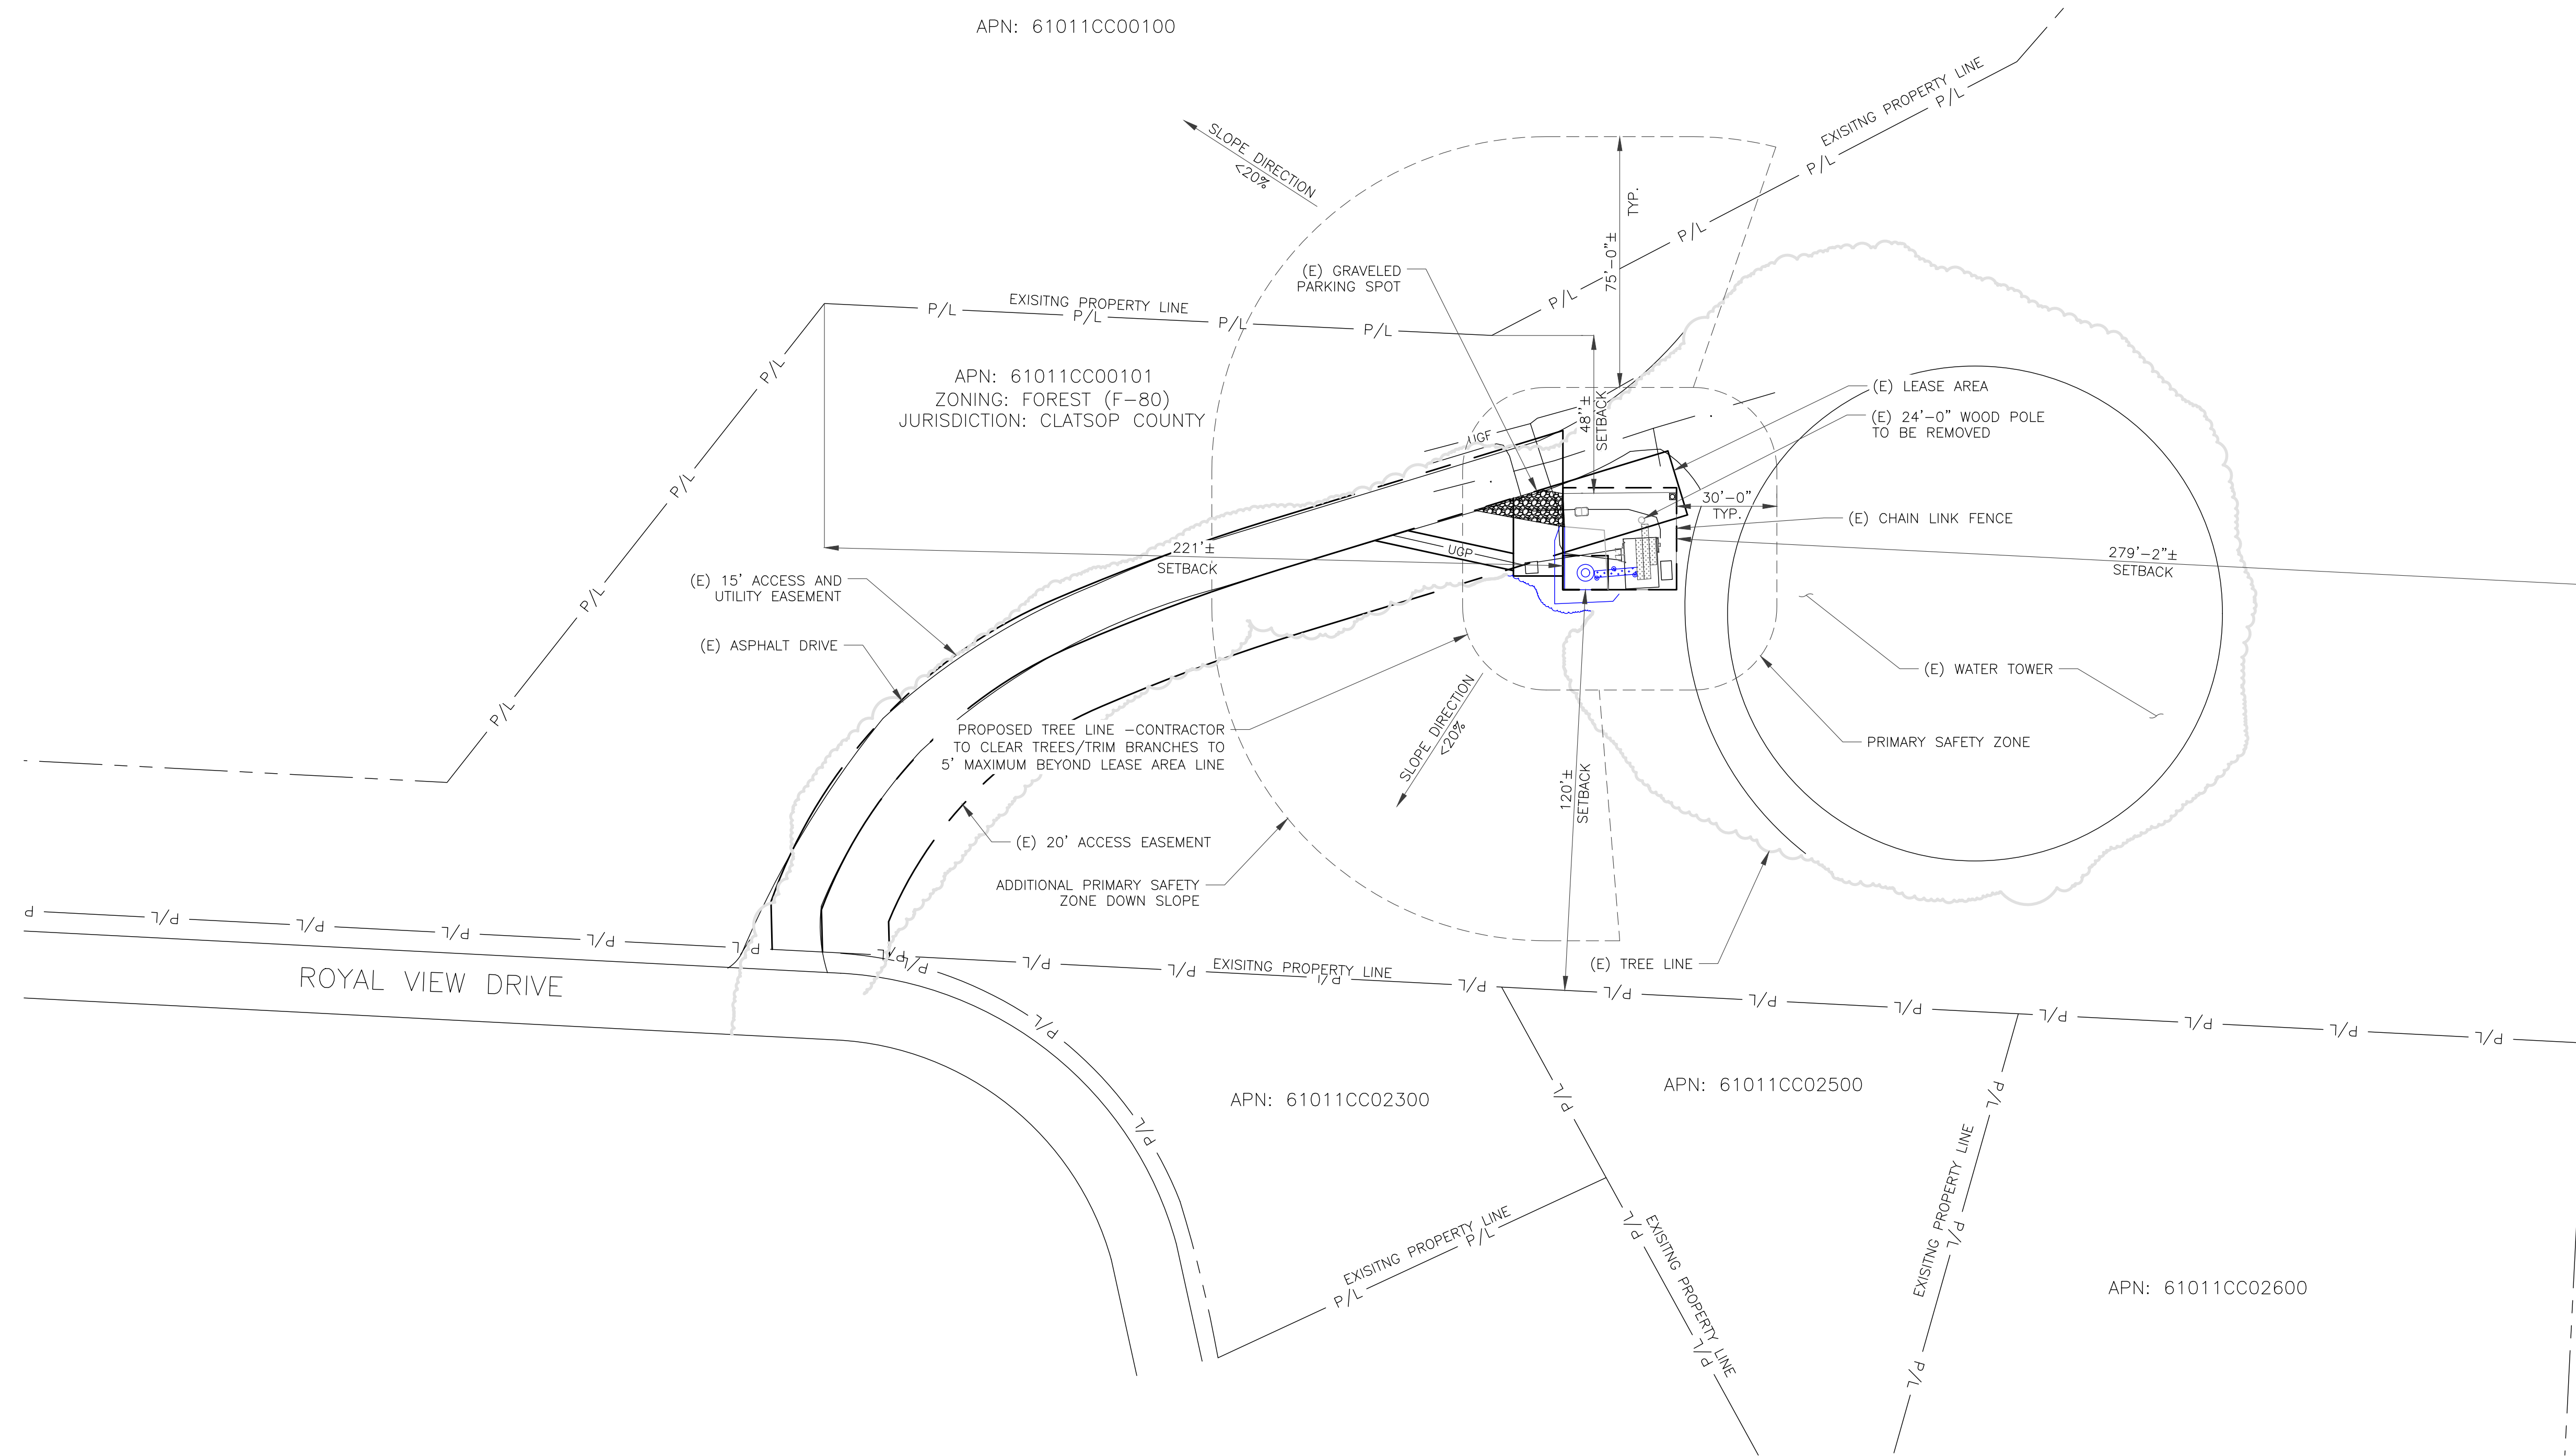 APN: 61011CC00100
EXISITNG PROPERTY LINE
P/L
P/L
P/L
P/L
SLOPE DIRECTION
<20%
75'-0"±
TYP.
(E) GRAVELED
PARKING SPOT
EXISITNG PROPERTY LINE
P/L
P/L
P/L
P/L
P/L
P/L
P/L
P/L
APN: 61011CC00101
ZONING: FOREST (F-80)
JURISDICTION: CLATSOP COUNTY
48"±
SETBACK
UGF
(E) LEASE AREA
(E) 24'-0" WOOD POLE
TO BE REMOVED
30'-0"
TYP.
(E) CHAIN LINK FENCE
221'±
SETBACK
UGP
279'-2"±
SETBACK
(E) 15' ACCESS AND
UTILITY EASEMENT
(E) ASPHALT DRIVE
(E) WATER TOWER
PROPOSED TREE LINE -CONTRACTOR
TO CLEAR TREES/TRIM BRANCHES TO
5' MAXIMUM BEYOND LEASE AREA LINE
SLOPE DIRECTION
<20%
PRIMARY SAFETY ZONE
120'±
SETBACK
(E) 20' ACCESS EASEMENT
ADDITIONAL PRIMARY SAFETY
ZONE DOWN SLOPE
(E) TREE LINE
P
P/L
P/L
P/L
P/L
P/L
P/L
P/L
P/L
P/L
EXISITNG PROPERTY LINE
P/L
P/L
P/L
P/L
P/L
P/L
P/L
P/L
P/L
ROYAL VIEW DRIVE
P/L
P/L
APN: 61011CC02300
APN: 61011CC02500
P/L
P/L
EXISITNG PROPERTY LINE
P/L
P/L
EXISITNG PROPERTY LINE
P/L
EXISITNG PROPERTY LINE
P/L
P/L
APN: 61011CC02600